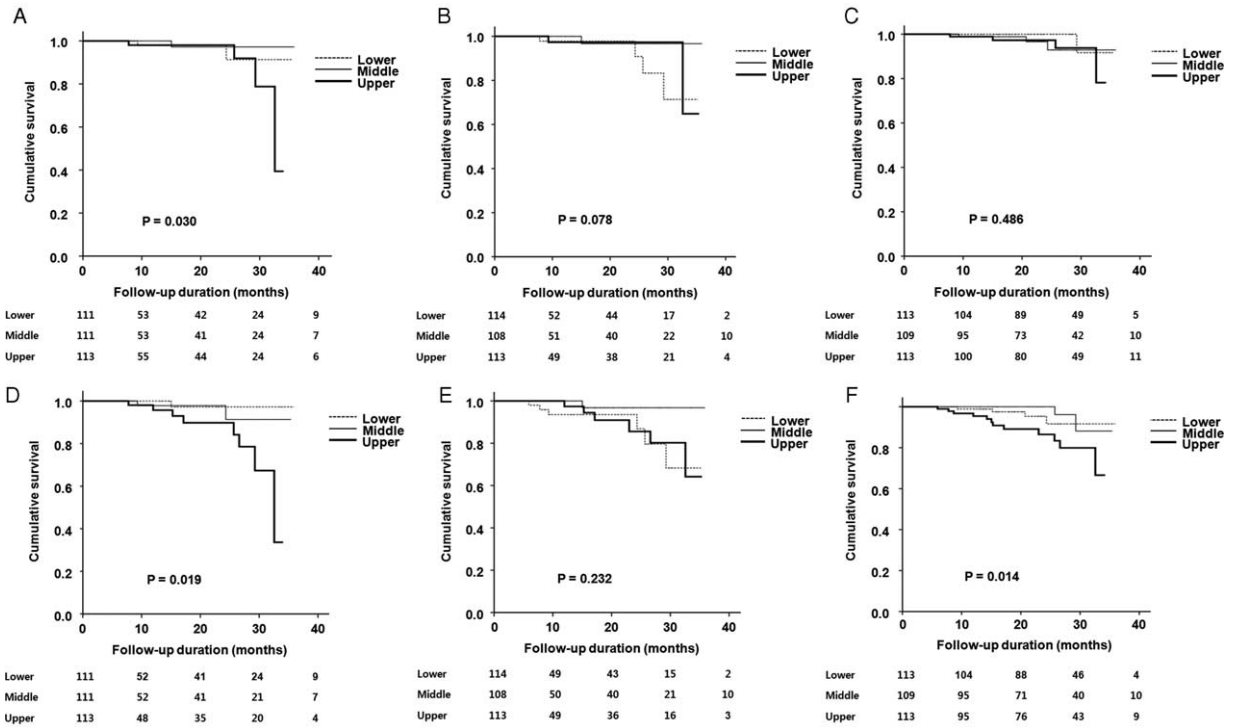 A
1.0
0.8
0.6
0.4
0.2
0.0
Cumulative survival
Lower
Middle
Upper
P = 0.030
0 10 20 30 40
Follow-up duration (months)
Lower 111 53 42 24 9
Middle 111 53 41 24 7
Upper 113 55 44 24 6
B
1.0
0.8
0.6
0.4
0.2
0.0
Cumulative survival
Lower
Middle
Upper
P = 0.078
0 10 20 30 40
Follow-up duration (months)
Lower 114 52 44 17 2
Middle 108 51 40 22 10
Upper 113 49 38 21 4
C
1.0
0.8
0.6
0.4
0.2
0.0
Cumulative survival
Lower
Middle
Upper
P = 0.486
0 10 20 30 40
Follow-up duration (months)
Lower 113 104 89 49 5
Middle 109 95 73 42 10
Upper 113 100 80 49 11
D
1.0
0.8
0.6
0.4
0.2
0.0
Cumulative survival
Lower
Middle
Upper
P = 0.019
0 10 20 30 40
Follow-up duration (months)
Lower 111 52 41 24 9
Middle 111 52 41 21 7
Upper 113 48 35 20 4
E
1.0
0.8
0.6
0.4
0.2
0.0
Cumulative survival
Lower
Middle
Upper
P = 0.232
0 10 20 30 40
Follow-up duration (months)
Lower 114 49 43 15 2
Middle 108 50 40 21 10
Upper 113 49 36 16 3
F
1.0
0.8
0.6
0.4
0.2
0.0
Cumulative survival
Lower
Middle
Upper
P = 0.014
0 10 20 30 40
Follow-up duration (months)
Lower 113 104 88 46 4
Middle 109 95 71 40 10
Upper 113 95 76 43 9